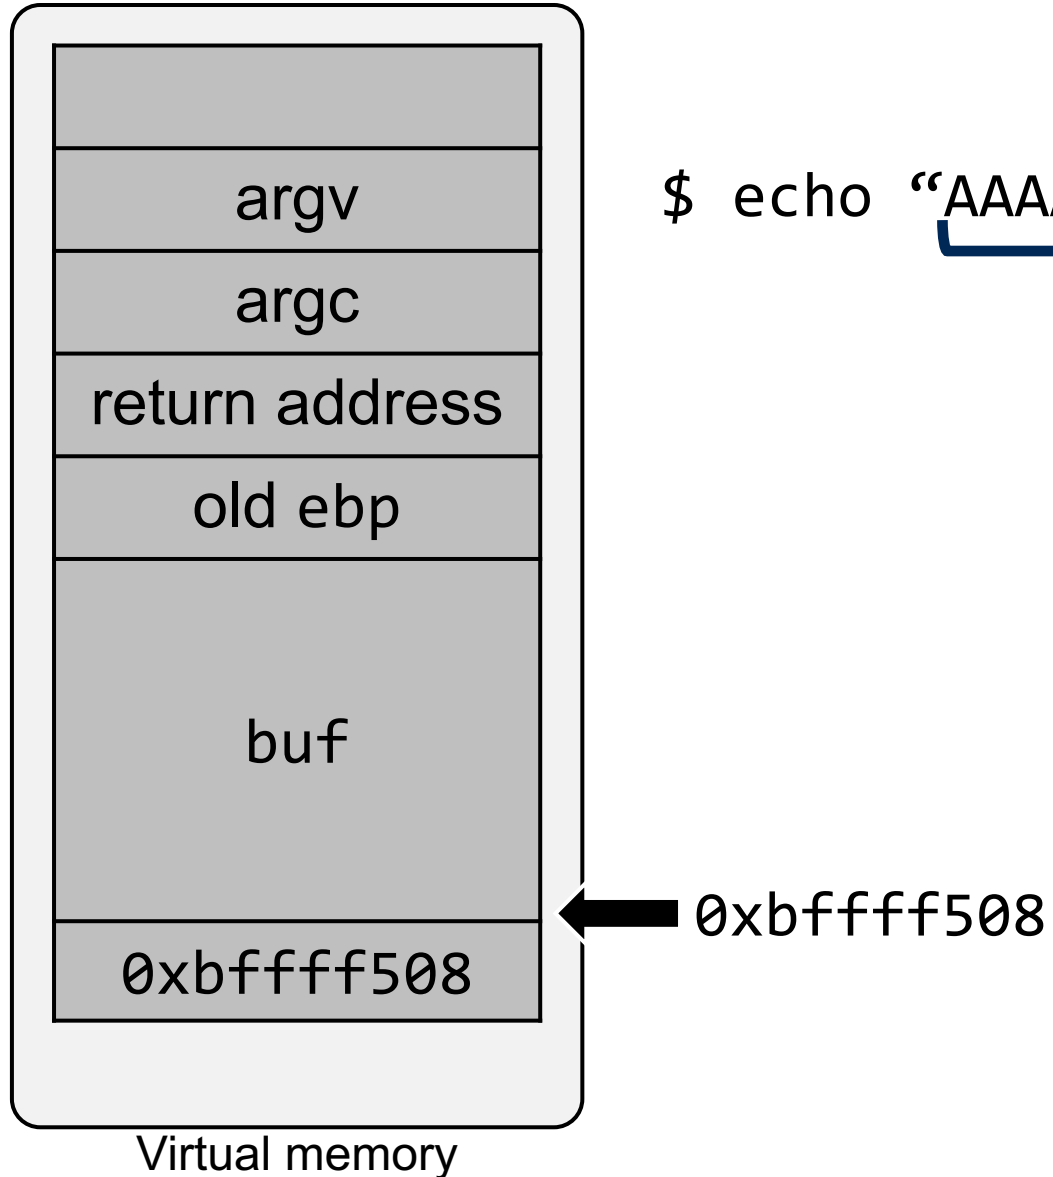 argv
$ echo “AAA
argc
return address
old ebp
buf
0xbffff508
0xbffff508
Virtual memory